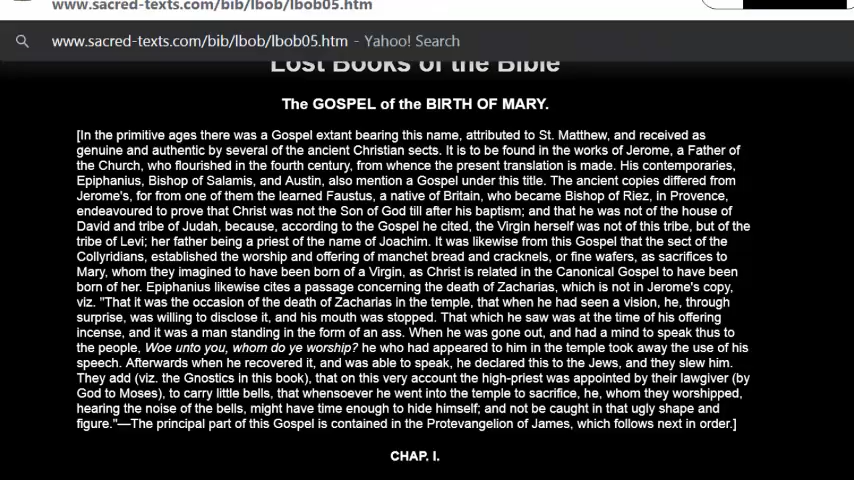 www.sacred-texts.com/bib/lbob/lbob05.htm
www.sacred-texts.com/bib/lbob/lbob05.htm - Yahoo! Search
Lost Books of the Bible
The GOSPEL of the BIRTH OF MARY.
[In the primitive ages there was a Gospel extant bearing this name, attributed to St. Matthew, and received as
genuine and authentic by several of the ancient Christian sects. It is to be found in the works of Jerome, a Father of
the Church, who flourished in the fourth century, from whence the present translation is made. His contemporaries,
Epiphanius, Bishop of Salamis, and Austin, also mention a Gospel under this title. The ancient copies differed from
Jerome's, for from one of them the learned Faustus, a native of Britain, who became Bishop of Riez, in Provence,
endeavoured to prove that Christ was not the Son of God till after his baptism; and that he was not of the house of
David and tribe of Judah, because, according to the Gospel he cited, the Virgin herself was not of this tribe, but of the
tribe of Levi; her father being a priest of the name of Joachim. It was likewise from this Gospel that the sect of the
Collyridians, established the worship and offering of manchet bread and cracknels, or fine wafers, as sacrifices to
Mary, whom they imagined to have been born of a Virgin, as Christ is related in the Canonical Gospel to have been
born of her. Epiphanius likewise cites a passage concerning the death of Zacharias, which is not in Jerome's copy,
viz. "That it was the occasion of the death of Zacharias in the temple, that when he had seen a vision, he, through
surprise, was willing to disclose it, and his mouth was stopped. That which he saw was at the time of his offering
incense, and it was a man standing in the form of an ass. When he was gone out, and had a mind to speak thus to
the people, Woe unto you, whom do ye worship? he who had appeared to him in the temple took away the use of his
speech. Afterwards when he recovered it, and was able to speak, he declared this to the Jews, and they slew him.
They add (viz. the Gnostics in this book), that on this very account the high-priest was appointed by their lawgiver (by
God to Moses), to carry little bells, that whensoever he went into the temple to sacrifice, he, whom they worshipped,
hearing the noise of the bells, might have time enough to hide himself; and not be caught in that ugly shape and
figure."—The principal part of this Gospel is contained in the Protevangelion of James, which follows next in order.]
CHAP. I.